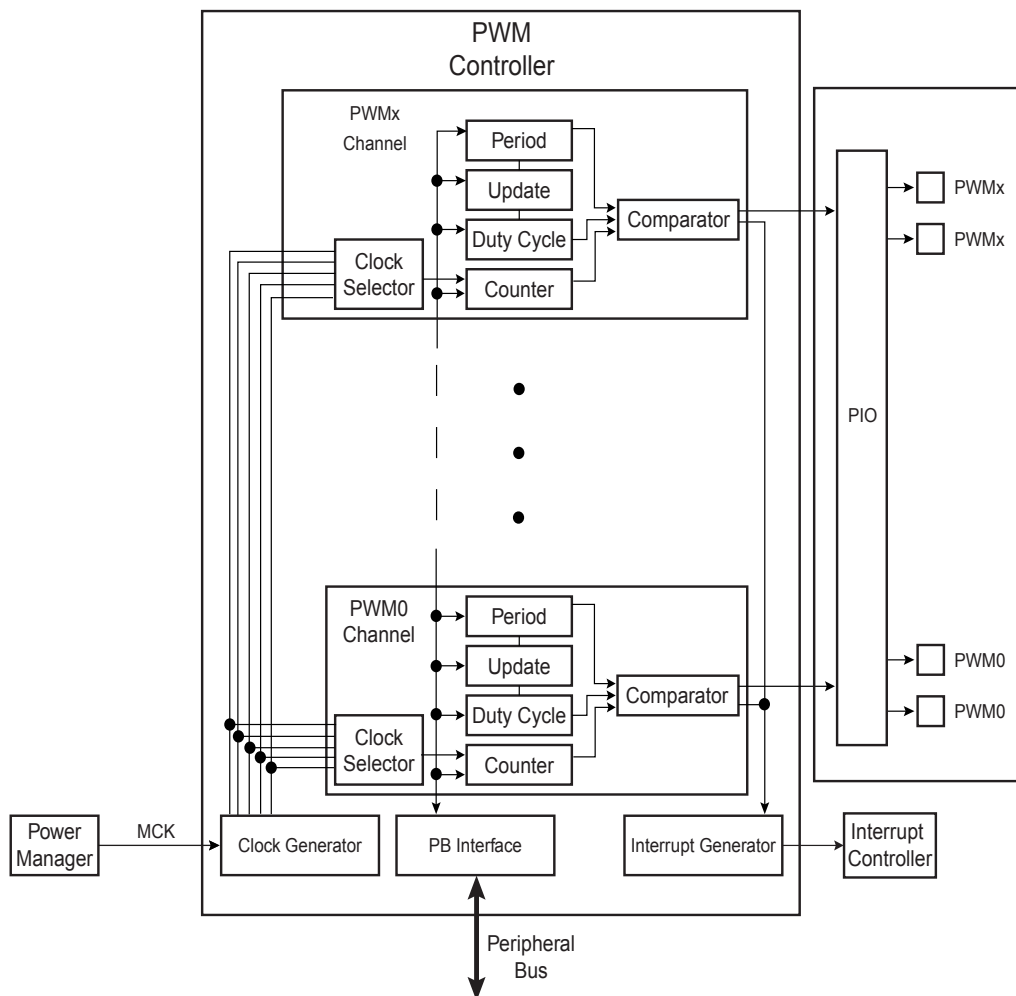 PWM
Controller
PWMx
Channel
Period
Update
Duty Cycle
Counter
Clock
Selector
Comparator
PIO
PWMx
PWMx
PWM0
Channel
Period
Update
Duty Cycle
Counter
Clock
Selector
Comparator
PWM0
PWM0
Power
Manager
MCK
Clock Generator
PB Interface
Interrupt Generator
Interrupt
Controller
Peripheral
Bus